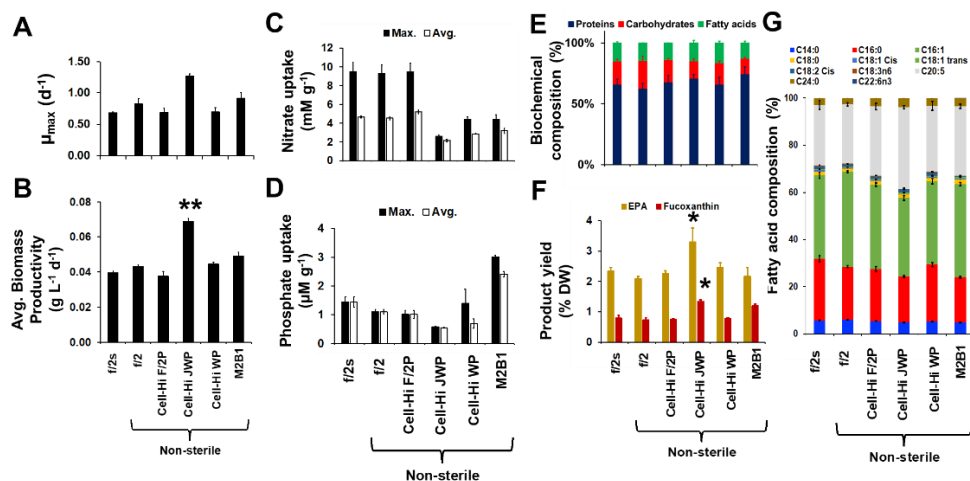 A
µmax (d-1)
1.50
1.00
0.50
0.00
B
Avg. Biomass
Productivity
(g L-1 d-1)
0.08
0.06
0.04
0.02
0.00
**
f/2s
f/2
Cell-Hi F/2P
Cell-Hi JWP
Cell-Hi WP
M2B1
Non-sterile
C
Max.
Avg.
Nitrate uptake
(mM g-1)
12
10
8
6
4
2
0
D
Max.
Avg.
Phosphate uptake
(µM g-1)
4
3
2
1
0
f/2s
f/2
Cell-Hi F/2P
Cell-Hi JWP
Cell-Hi WP
M2B1
Non-sterile
E
Proteins
Carbohydrates
Fatty acids
Biochemical
composition (%)
100%
50%
0%
F
EPA
Fucoxanthin
Product yield
(% DW)
4
3
2
1
0
*
*
f/2s
f/2
Cell-Hi F/2P
Cell-Hi JWP
Cell-Hi WP
M2B1
Non-sterile
G
C14:0
C16:0
C16:1
C18:0
C18:1 Cis
C18:1 trans
C18:2 Cis
C18:3n6
C20:5
C24:0
C22:6n3
Fatty acid composition (%)
100
80
60
40
20
0
f/2s
f/2
Cell-Hi F/2P
Cell-Hi JWP
Cell-Hi WP
M2B1
Non-sterile